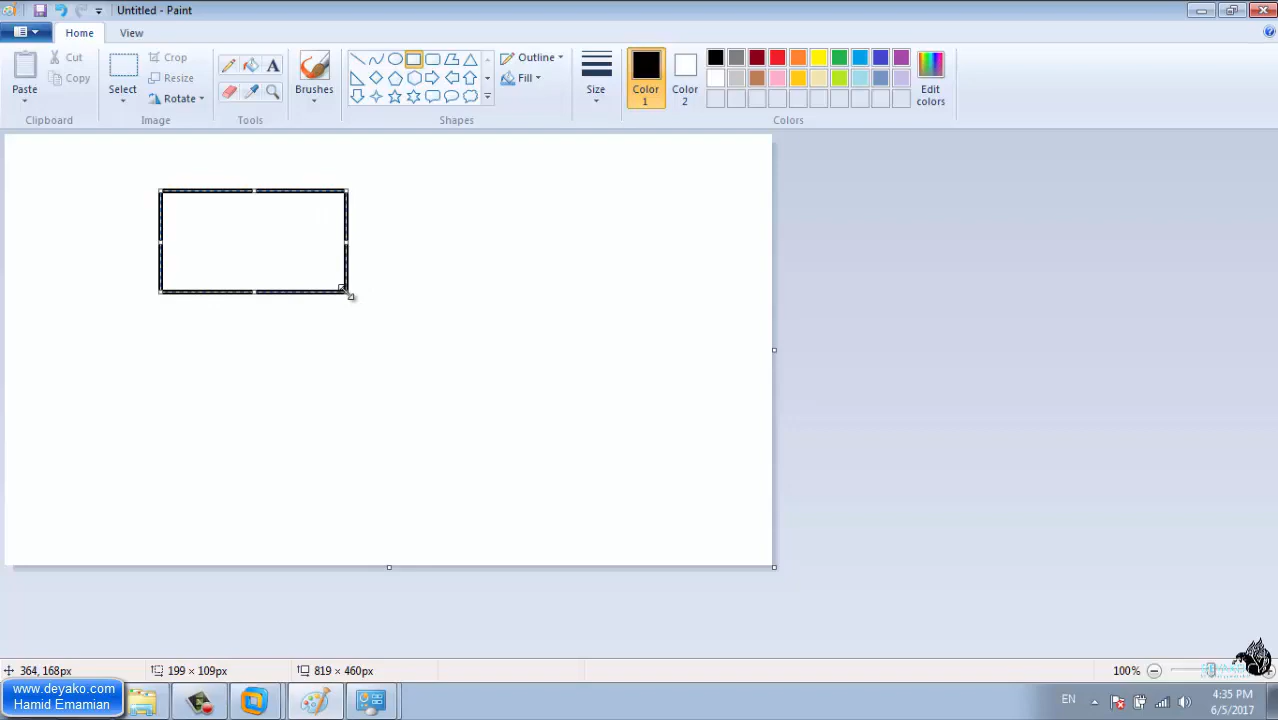 Untitled - Paint
Home
View
Paste
Cut
Copy
Clipboard
Select
Crop
Resize
Rotate
Image
Tools
Brushes
Shapes
Outline
Fill
Size
Color
1
Color
2
Edit
colors
Colors
364, 168px
199 × 109px
819 × 460px
100%
www.deyako.com
Hamid Emamian
EN
4:35 PM
6/5/2017